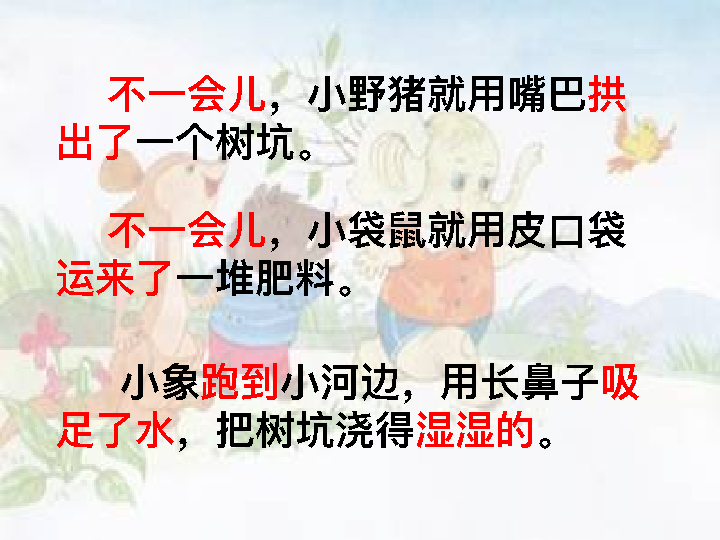 不一会儿，小野猪就用嘴巴拱
出了一个树坑。
不一会儿，小袋鼠就用皮口袋
运来了一堆肥料。
小象跑到小河边，用长鼻子吸
足了水，把树坑浇得湿湿的。